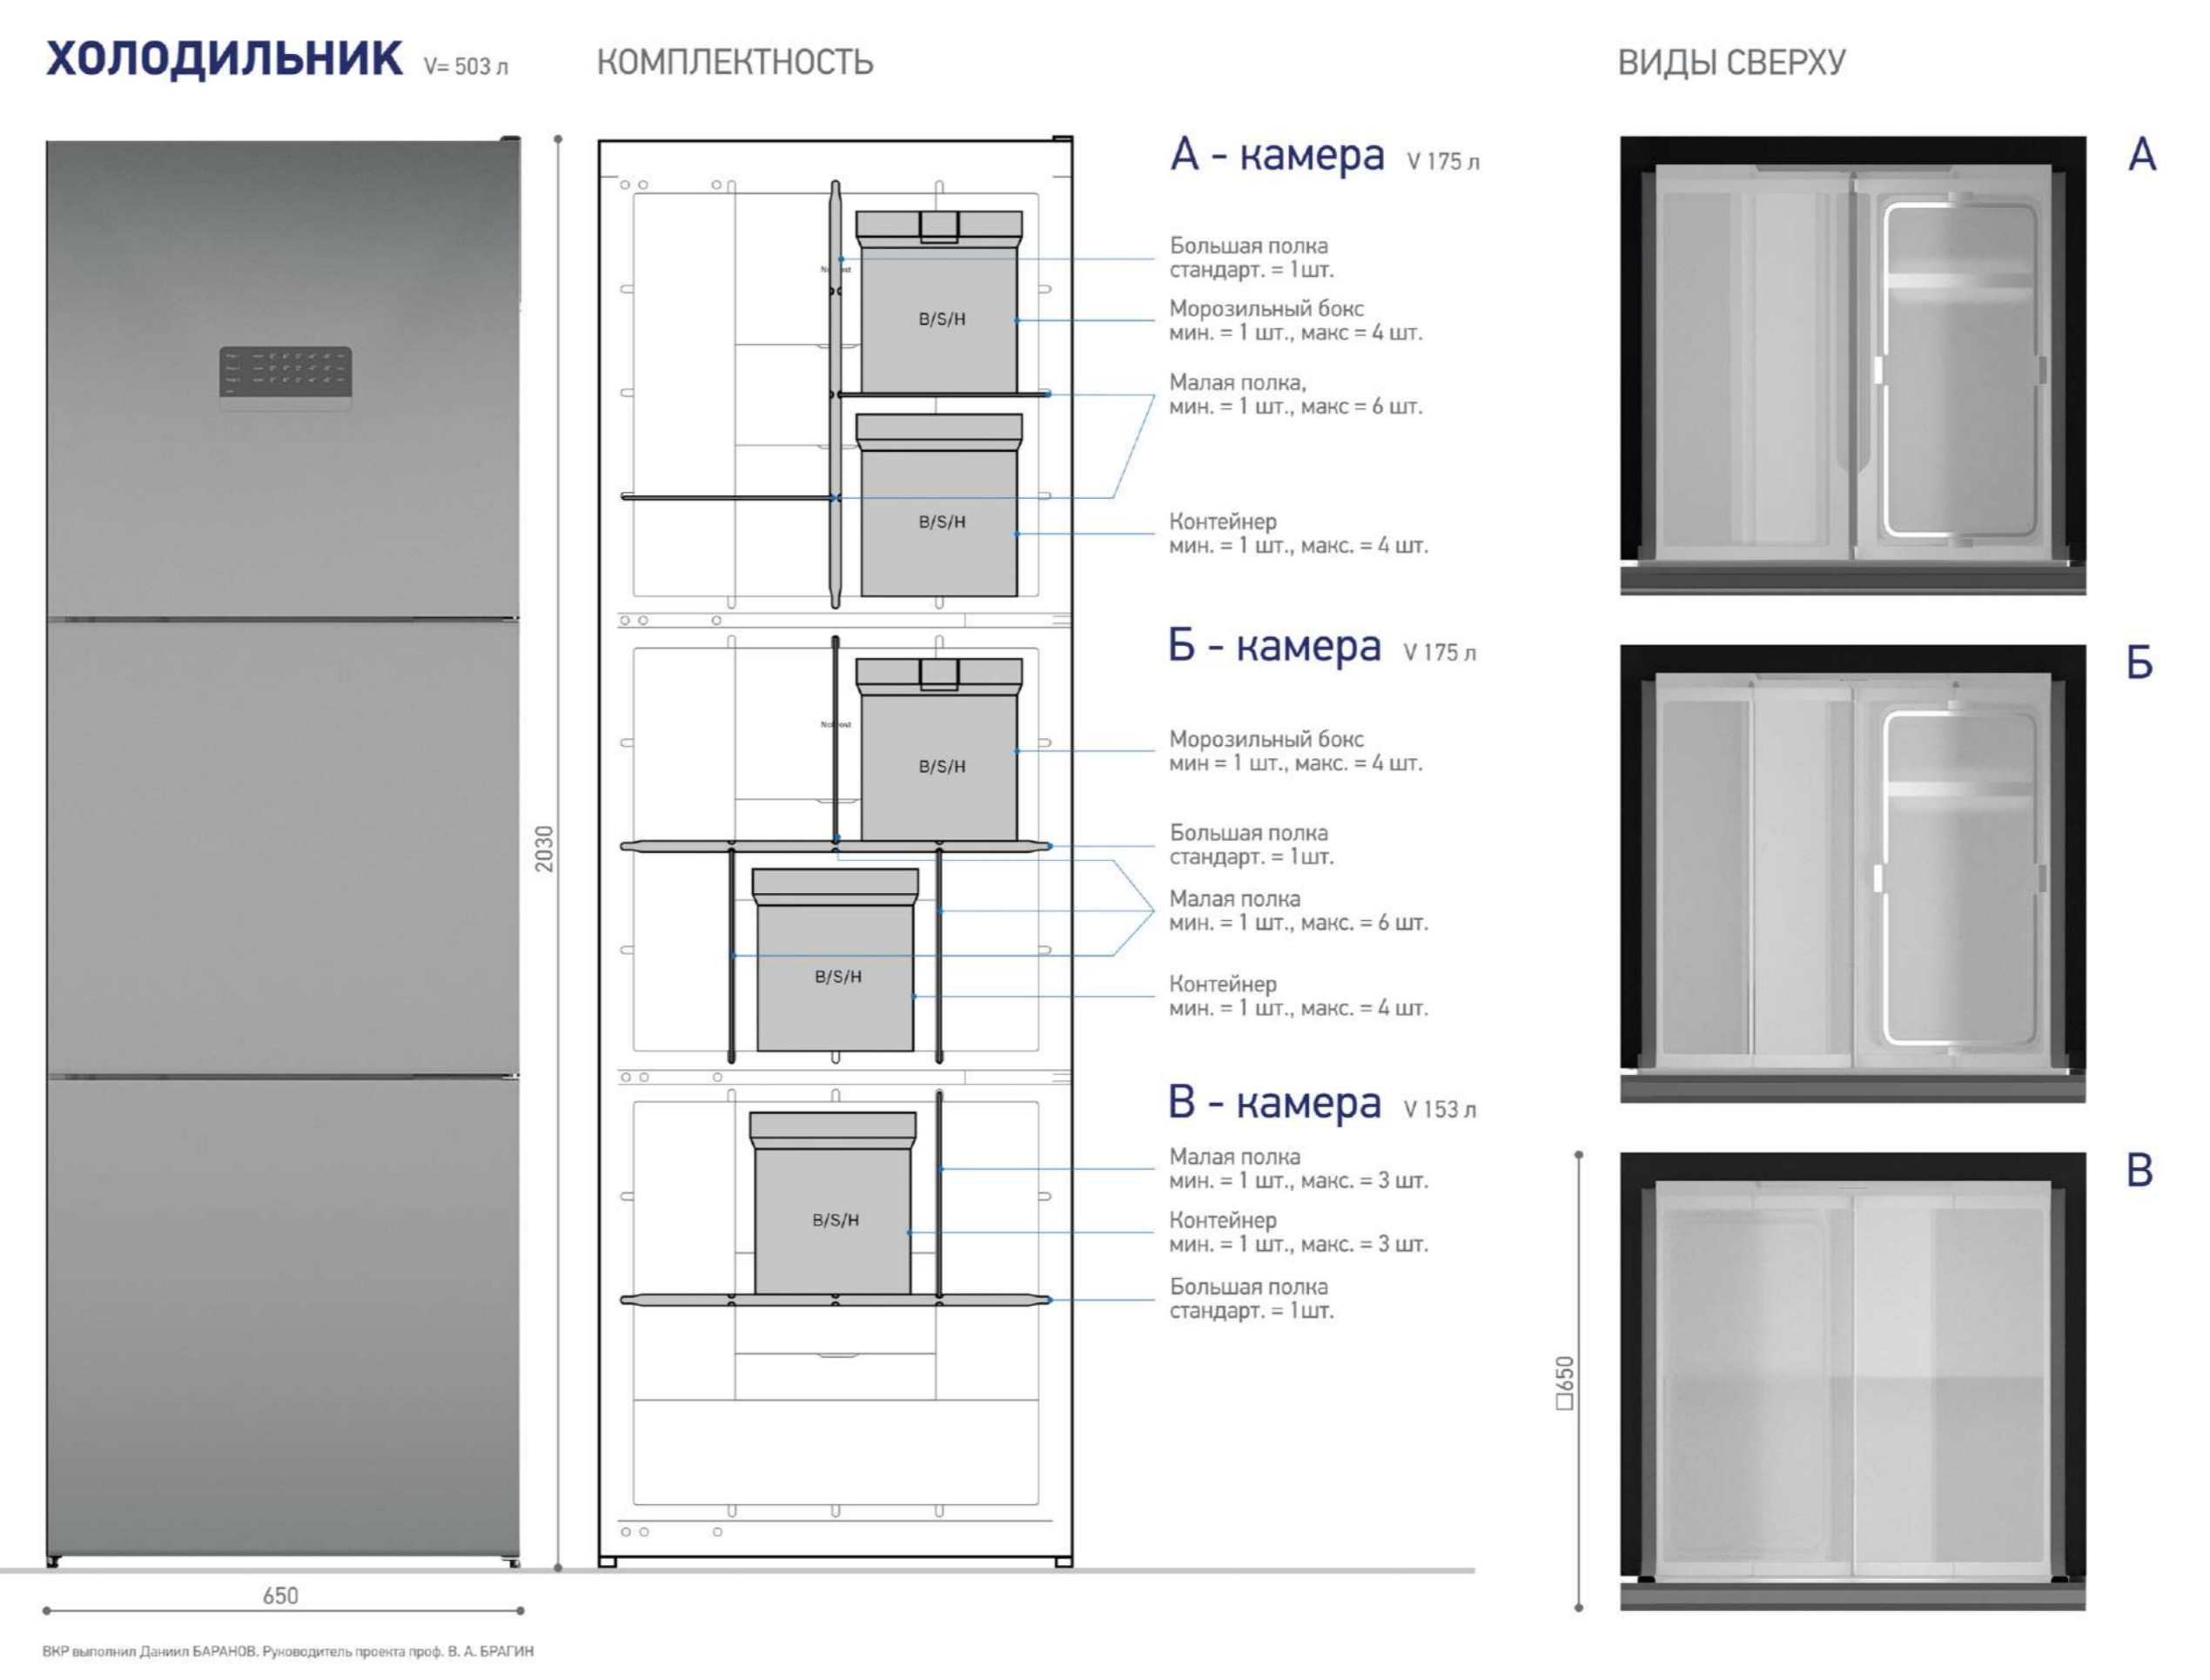 ХОЛОДИЛЬНИК V= 503 л
КОМПЛЕКТНОСТЬ
ВИДЫ СВЕРХУ
А - камера V 175 л
Большая полка
стандарт. = 1шт.
Морозильный бокс
мин. = 1 шт., макс = 4 шт.
Малая полка,
мин. = 1 шт., макс = 6 шт.
Контейнер
мин. = 1 шт., макс. = 4 шт.
B/S/H
B/S/H
Б - камера V 175 л
Морозильный бокс
мин = 1 шт., макс. = 4 шт.
Большая полка
стандарт. = 1шт.
Малая полка
мин. = 1 шт., макс. = 6 шт.
Контейнер
мин. = 1 шт., макс. = 4 шт.
B/S/H
B/S/H
В - камера V 153 л
Малая полка
мин. = 1 шт., макс. = 3 шт.
Контейнер
мин. = 1 шт., макс. = 3 шт.
Большая полка
стандарт. = 1шт.
B/S/H
2030
650
А
Б
В
□650
ВКР выполнил Даниил БАРАНОВ. Руководитель проекта проф. В. А. БРАГИН